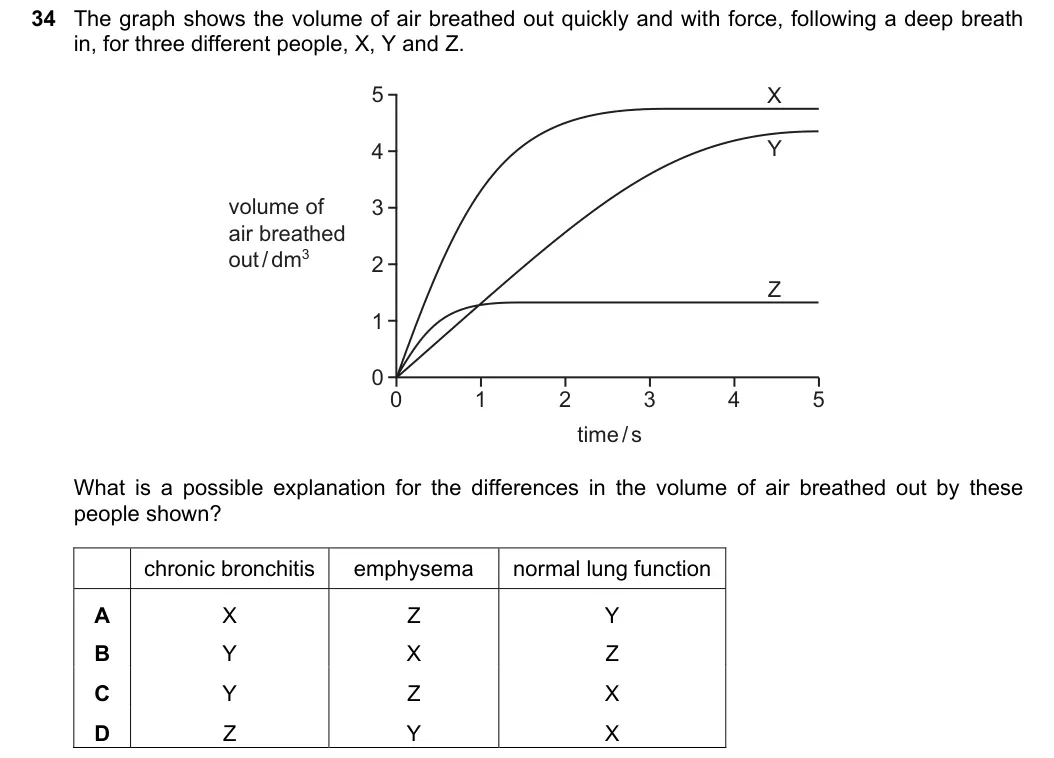 34 The graph shows the volume of air breathed out quickly and with force, following a deep breath
in, for three different people, X, Y and Z.
5
4
3
2
1
0
volume of
air breathed
out / dm³
X
Y
Z
0 1 2 3 4 5
time / s
What is a possible explanation for the differences in the volume of air breathed out by these
people shown?
chronic bronchitis emphysema normal lung function
A X Z Y
B Y X Z
C Y Z X
D Z Y X